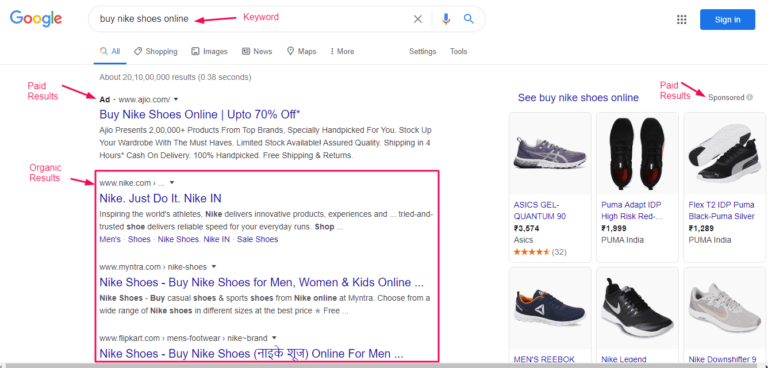 Google
buy nike shoes online
Keyword
Sign in
All
Shopping
Images
News
Maps
More
Settings
Tools
About 20,10,00,000 results (0.38 seconds)
Paid
Results
Ad · www.ajio.com/
Buy Nike Shoes Online | Upto 70% Off*
Ajio Presents 2,00,000+ Products From Top Brands, Specially Handpicked For You. Stock Up
Your Wardrobe With The Must Haves. Limited Stock Available! Assured Quality. Shipping in 4
Hours* Cash On Delivery. 100% Handpicked. Free Shipping & Returns.
Organic
Results
www.nike.com › ...
Nike. Just Do It. Nike IN
Inspiring the world's athletes, Nike delivers innovative products, experiences and ... tried-and-
trusted shoe delivers reliable speed for your everyday runs. Shop ...
Men's · Shoes · Nike Shoes. Nike IN · Sale Shoes
www.myntra.com › nike-shoes
Nike Shoes - Buy Nike Shoes for Men, Women & Kids Online ...
Nike Shoes - Buy casual shoes & sports shoes from Nike online at Myntra. Choose from a
wide range of Nike shoes in different sizes at the best price ★ Free ...
www.flipkart.com › mens-footwear › nike~brand
Nike Shoes - Buy Nike Shoes (नाइके शूज) Online For Men ...
Paid
Results
See buy nike shoes online
Sponsored
ASICS GEL-
QUANTUM 90
₹3,574
Asics
(32)
Puma Adapt IDP
High Risk Red-...
₹1,999
PUMA India
Flex T2 IDP Puma
Black-Puma Silver
₹1,289
PUMA India
MEN'S REEBOK
Nike Legend
Nike Downshifter 9